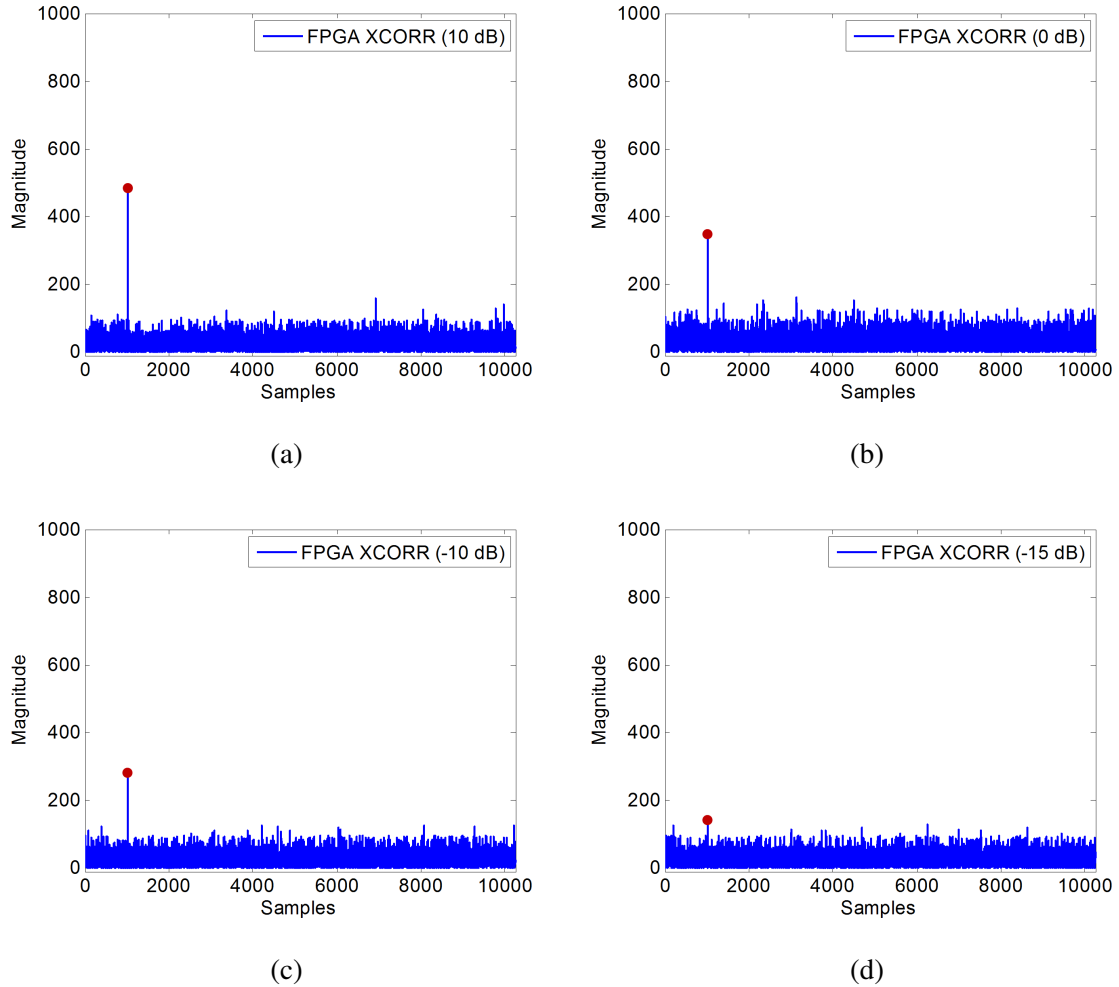 1000
FPGA XCORR (10 dB)
800
600
400
200
0
Magnitude
0 2000 4000 6000 8000 10000
Samples
(a)
1000
FPGA XCORR (0 dB)
800
600
400
200
0
Magnitude
0 2000 4000 6000 8000 10000
Samples
(b)
1000
FPGA XCORR (-10 dB)
800
600
400
200
0
Magnitude
0 2000 4000 6000 8000 10000
Samples
(c)
1000
FPGA XCORR (-15 dB)
800
600
400
200
0
Magnitude
0 2000 4000 6000 8000 10000
Samples
(d)